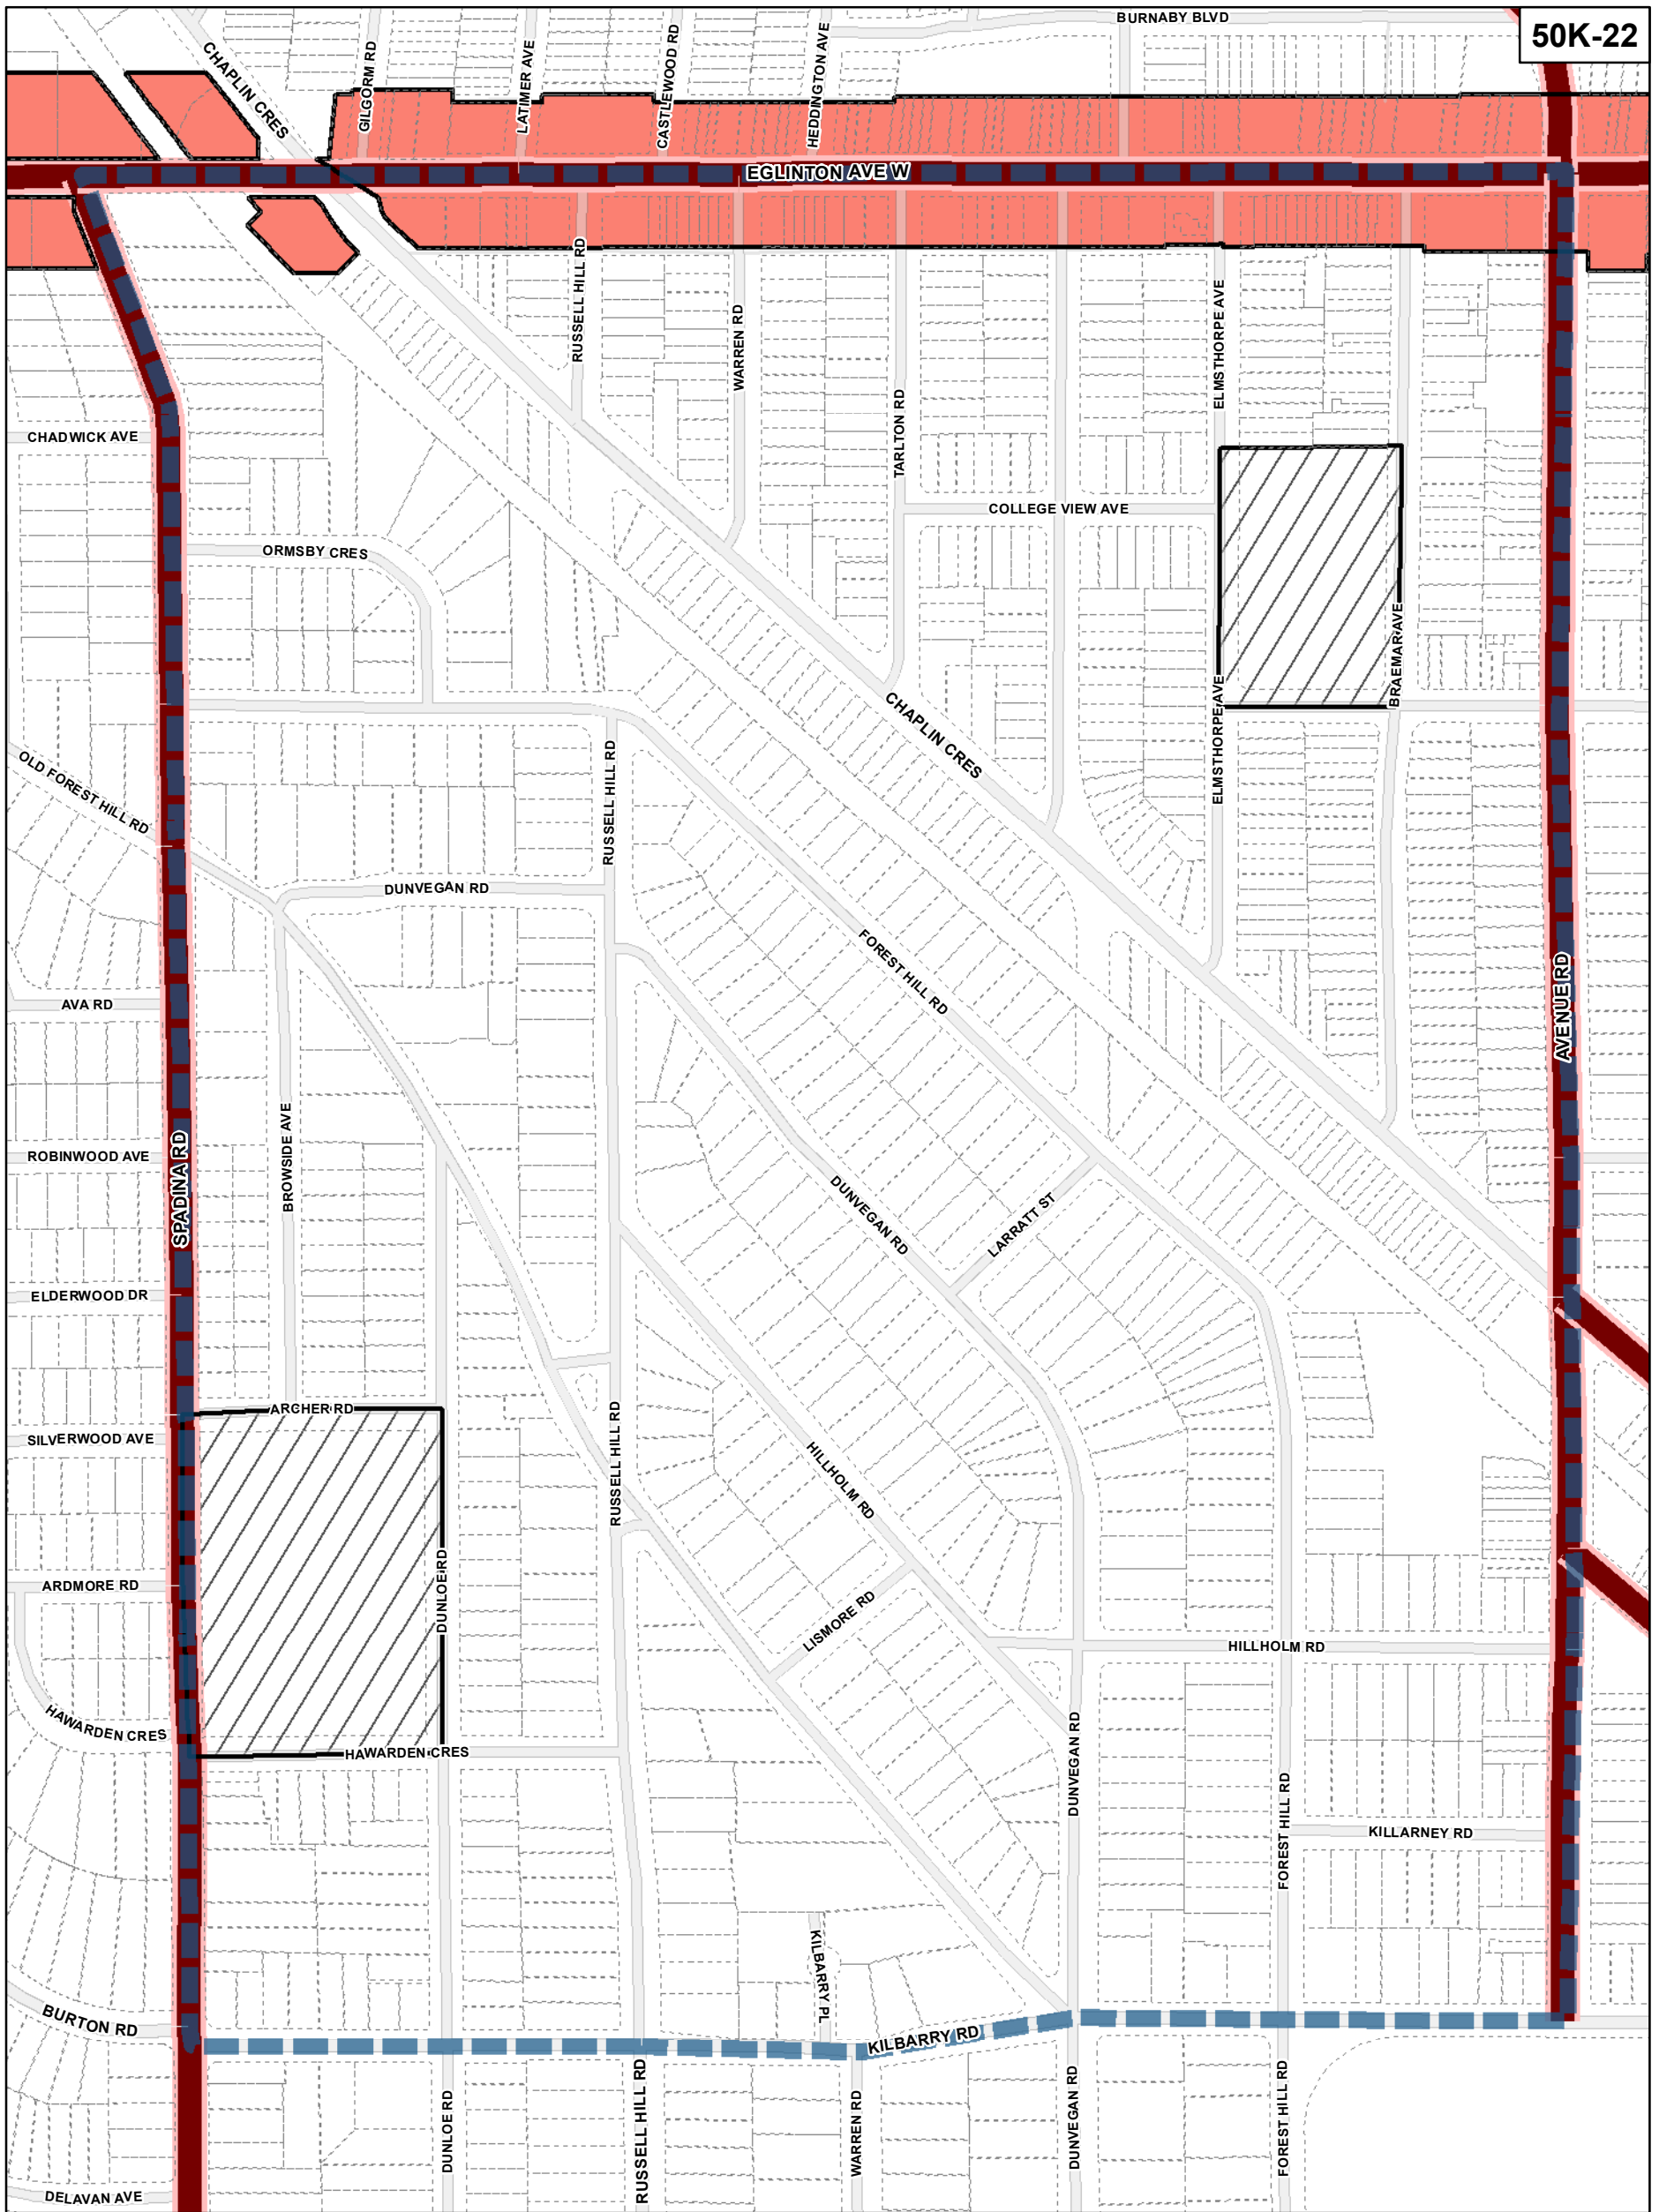 BURNABY BLVD
50K-22
CHAPLIN CRES
GILGORM RD
LATIMER AVE
CASTLEWOOD RD
HEDDINGTON AVE
EGLINTON AVE W
RUSSELL HILL RD
WARREN RD
ELMSTHORPE AVE
TARLTON RD
CHADWICK AVE
COLLEGE VIEW AVE
ORMSBY CRES
BRAEMAR AVE
ELMSTHORPE AVE
CHAPLIN CRES
OLD FOREST HILL RD
RUSSELL HILL RD
DUNVEGAN RD
FOREST HILL RD
AVENUE RD
AVA RD
BROWSIDE AVE
ROBINWOOD AVE
SPADINA RD
DUNVEGAN RD
LARRATT ST
ELDERWOOD DR
ARCHER RD
SILVERWOOD AVE
RUSSELL HILL RD
HILLHOLM RD
ARDMORE RD
DUNLOE RD
LISMORE RD
HILLHOLM RD
HAWARDEN CRES
HAWARDEN CRES
DUNVEGAN RD
FOREST HILL RD
KILLARNEY RD
KILBARRY PL
BURTON RD
KILBARRY RD
DUNLOE RD
RUSSELL HILL RD
WARREN RD
DUNVEGAN RD
FOREST HILL RD
DELAVAN AVE